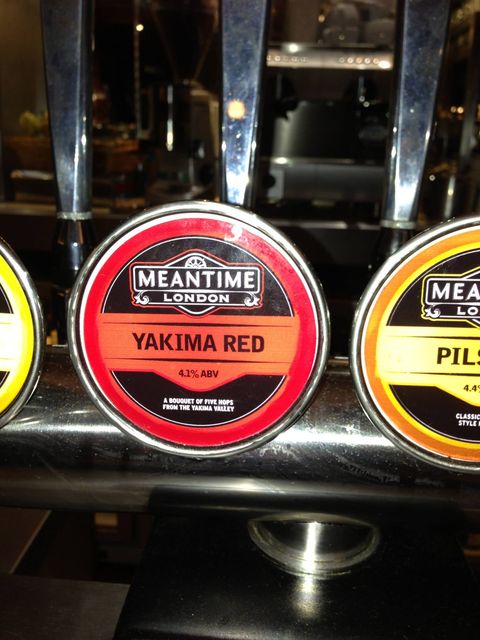 MEANTIME
LONDON
YAKIMA RED
4.1% ABV
A BOUQUET OF FIVE HOPS
FROM THE YAKIMA VALLEY
MEA
LO
PILS
4.4
CLASSIC
STYLE